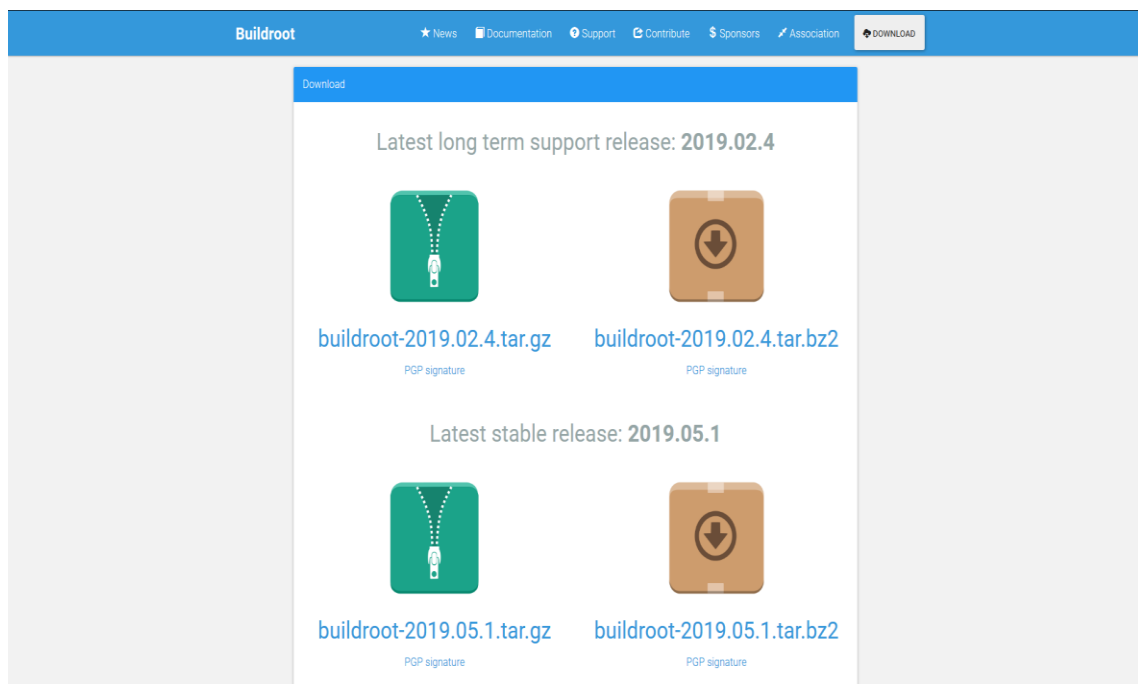 Buildroot News Documentation Support Contribute $ Sponsors Association DOWNLOAD
Download
Latest long term support release: 2019.02.4
buildroot-2019.02.4.tar.gz buildroot-2019.02.4.tar.bz2
PGP signature PGP signature
Latest stable release: 2019.05.1
buildroot-2019.05.1.tar.gz buildroot-2019.05.1.tar.bz2
PGP signature PGP signature